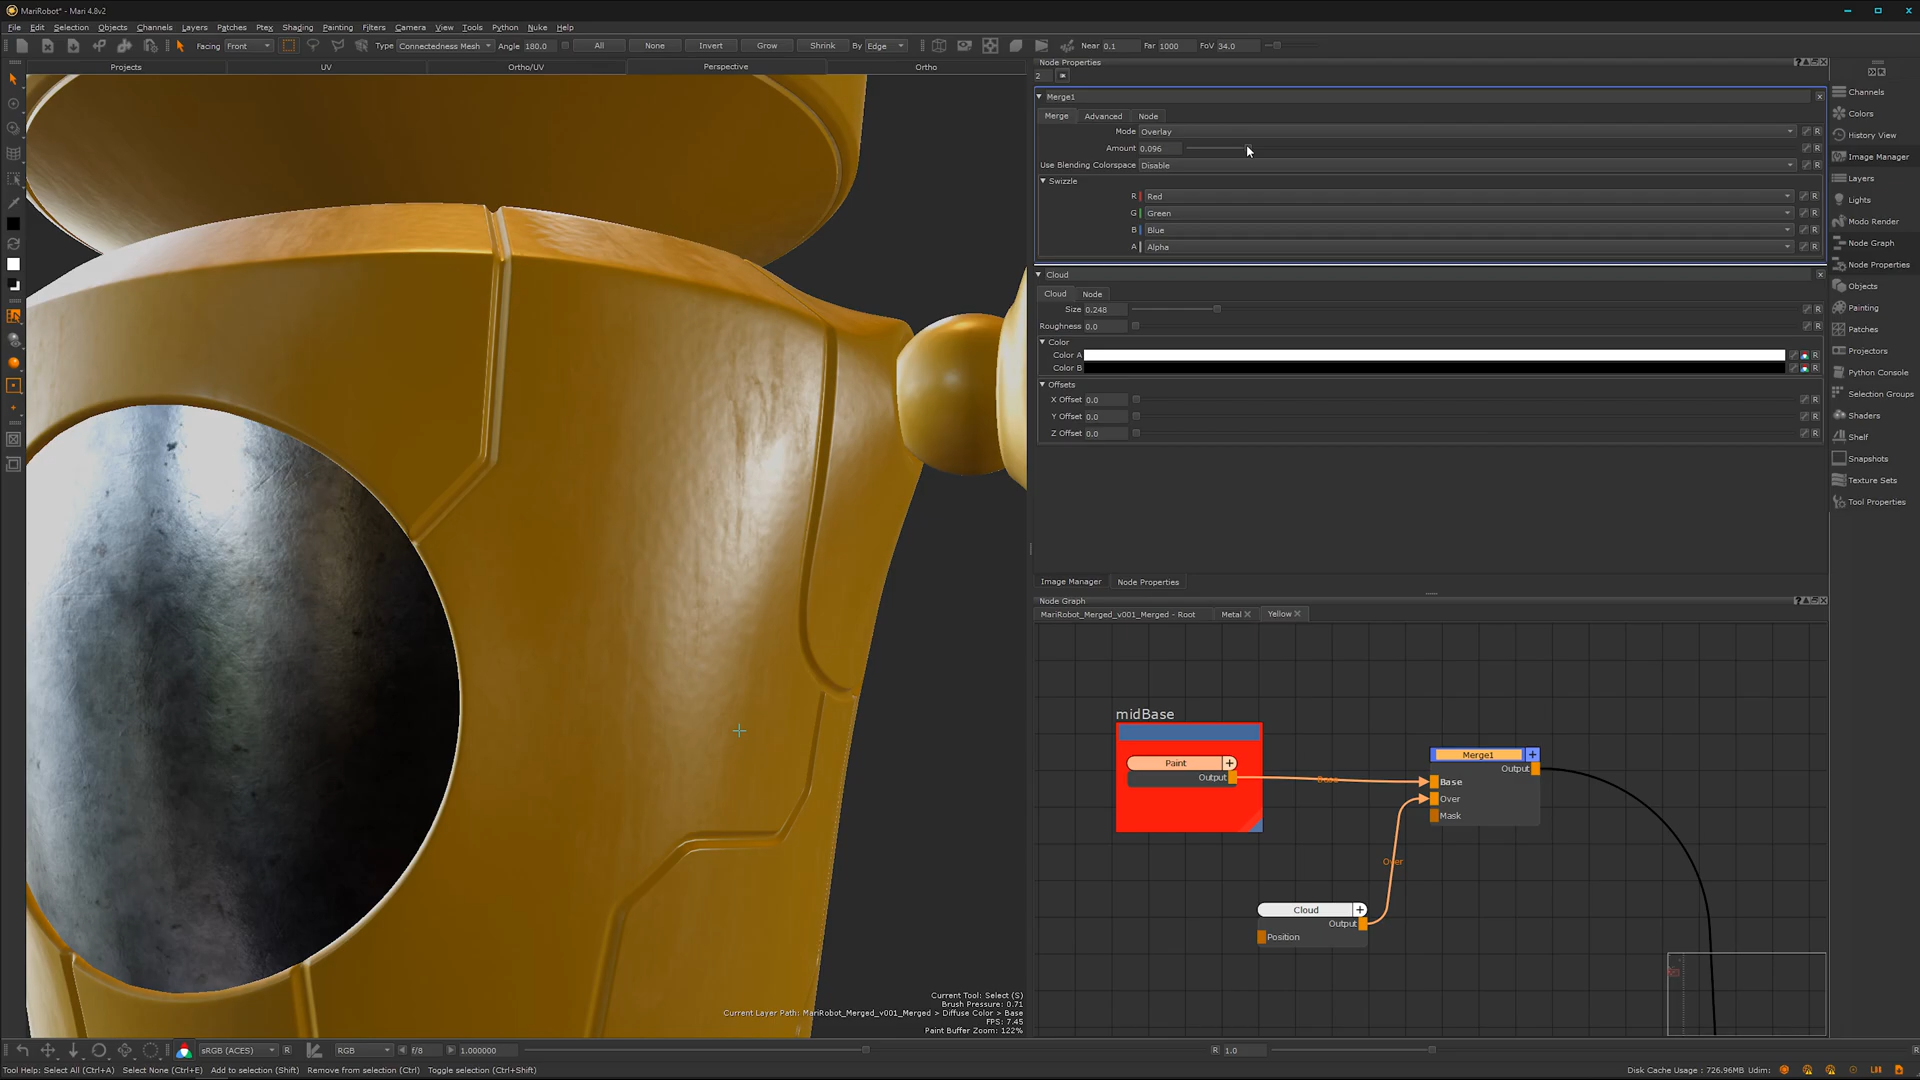 MariRobot* - Mari 4.8v2
File Edit Selection Objects Channels Layers Patches Ptex Shading Painting Filters Camera View Tools Python Nuke Help
Facing Front Type Connectedness Mesh Angle 180.0 All None Invert Grow Shrink By Edge Near 0.1 Far 1000 FoV 34.0
Projects UV Ortho/UV Perspective Ortho
Node Properties
2
Merge1
Merge Advanced Node
Mode Overlay R
Amount 0.096 R
Use Blending Colorspace Disable R
Swizzle
R Red R
G Green R
B Blue R
A Alpha R
Cloud
Cloud Node
Size 0.248 R
Roughness 0.0 R
Color
Color A R
Color B R
Offsets
X Offset 0.0 R
Y Offset 0.0 R
Z Offset 0.0 R
Image Manager Node Properties
Node Graph
MariRobot_Merged_v001_Merged - Root Metal Yellow
midBase
Paint +
Output
Base
Merge1 +
Output
Base
Over
Mask
Over
Cloud +
Output
Position
Channels
Colors
History View
Image Manager
Layers
Lights
Modo Render
Node Graph
Node Properties
Objects
Painting
Patches
Projectors
Python Console
Selection Groups
Shaders
Shelf
Snapshots
Texture Sets
Tool Properties
Current Tool: Select (S)
Brush Pressure: 0.71
Current Layer Path: MariRobot_Merged_v001_Merged > Diffuse Color > Base
FPS: 7.45
Paint Buffer Zoom: 122%
sRGB (ACES) R RGB f/8 1.000000 R 1.0 R
Tool Help: Select All (Ctrl+A) Select None (Ctrl+E) Add to selection (Shift) Remove from selection (Ctrl) Toggle selection (Ctrl+Shift)
Disk Cache Usage : 726.96MB Udim: